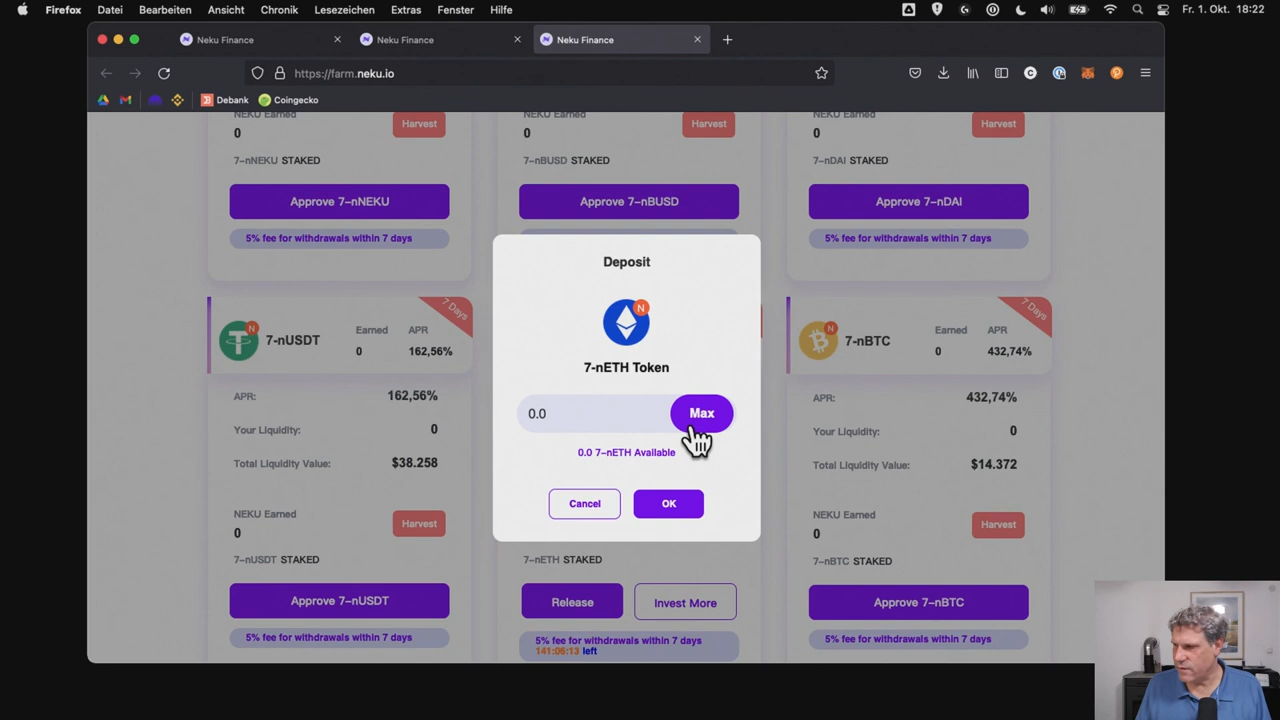 Firefox Datei Bearbeiten Ansicht Chronik Lesezeichen Extras Fenster Hilfe Fr. 1. Okt. 18:22
Neku Finance Neku Finance Neku Finance
https://farm.neku.io
Debank Coingecko
NEKU Earned NEKU Earned NEKU Earned
0 Harvest 0 Harvest 0 Harvest
7-nNEKU STAKED 7-nBUSD STAKED 7-nDAI STAKED
Approve 7-nNEKU Approve 7-nBUSD Approve 7-nDAI
5% fee for withdrawals within 7 days 5% fee for withdrawals within 7 days
Deposit
N
7-nETH Token
0.0 Max
0.0 7-nETH Available
Cancel OK
7 Days
N
7-nUSDT
Earned APR
0 162,56%
APR: 162,56%
Your Liquidity: 0
Total Liquidity Value: $38.258
NEKU Earned
0 Harvest
7-nUSDT STAKED
Approve 7-nUSDT
5% fee for withdrawals within 7 days
7-nETH STAKED
Release Invest More
5% fee for withdrawals within 7 days
141:06:13 left
7 Days
N
7-nBTC
Earned APR
0 432,74%
APR: 432,74%
Your Liquidity: 0
Total Liquidity Value: $14.372
NEKU Earned
0 Harvest
7-nBTC STAKED
Approve 7-nBTC
5% fee for withdrawals within 7 days